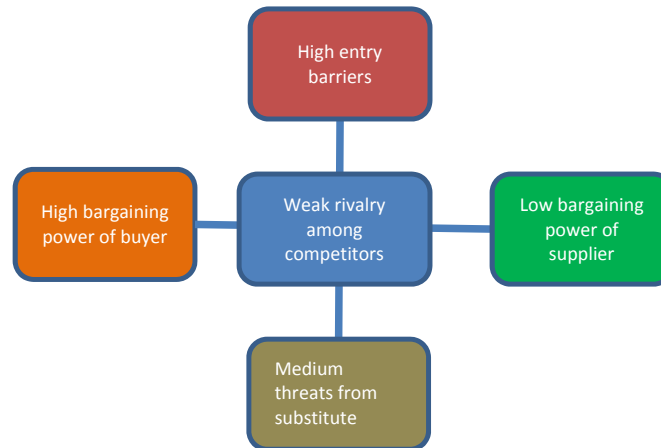 High entry
barriers
High bargaining
power of buyer
Weak rivalry
among
competitors
Low bargaining
power of
supplier
Medium
threats from
substitute